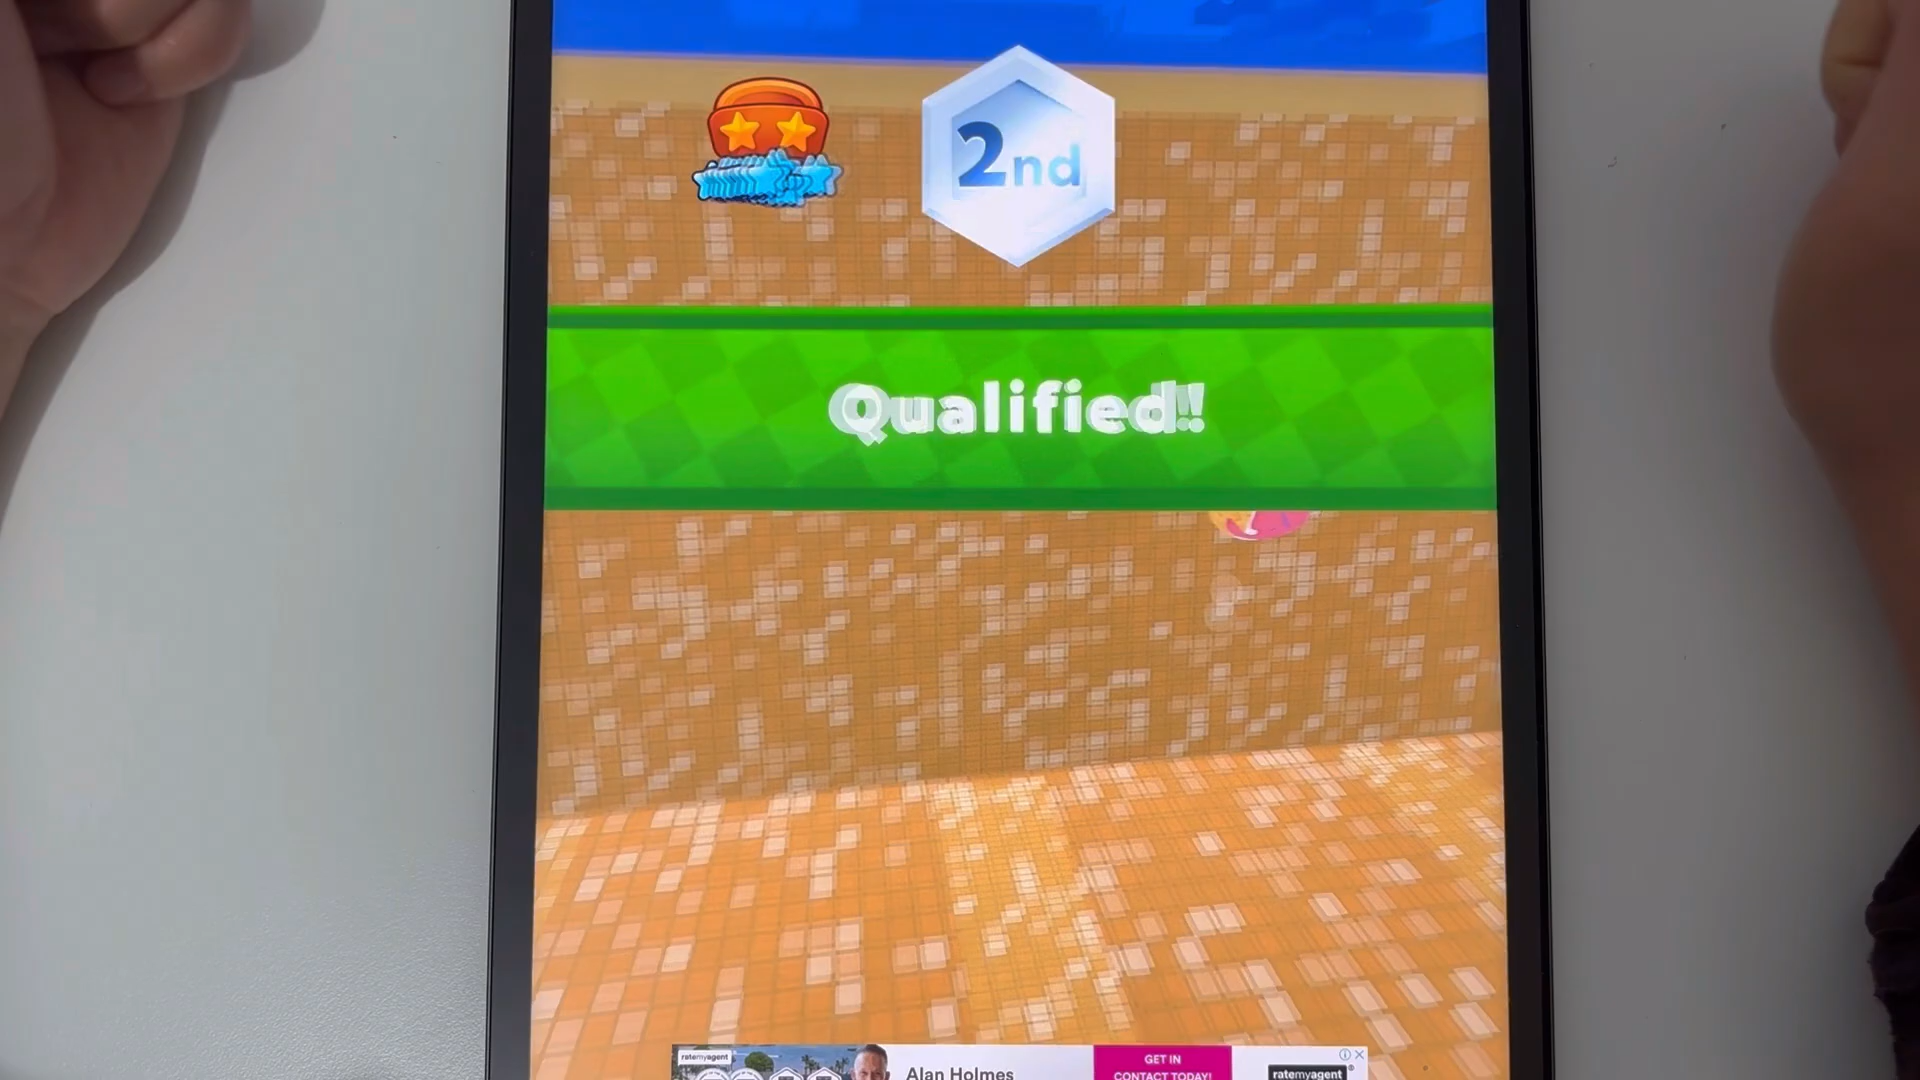 2nd
Qualified!!
ratemyagent
Alan Holmes
GET IN
CONTACT TODAY!
ratemyagent